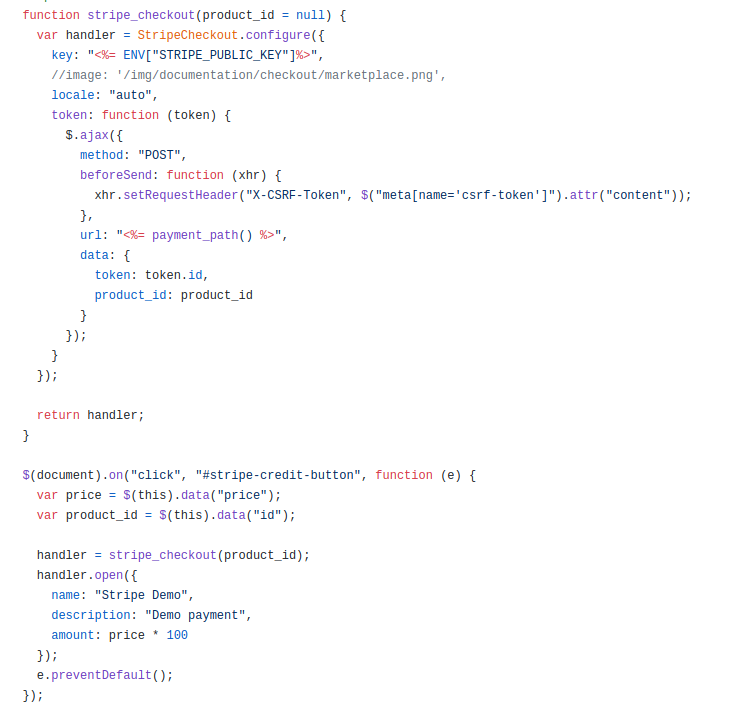 function stripe_checkout(product_id = null) {
  var handler = StripeCheckout.configure({
    key: "<%= ENV["STRIPE_PUBLIC_KEY"]%>",
    //image: '/img/documentation/checkout/marketplace.png',
    locale: "auto",
    token: function (token) {
      $.ajax({
        method: "POST",
        beforeSend: function (xhr) {
          xhr.setRequestHeader("X-CSRF-Token", $("meta[name='csrf-token']").attr("content"));
        },
        url: "<%= payment_path() %>",
        data: {
          token: token.id,
          product_id: product_id
        }
      });
    }
  });

  return handler;
}

$(document).on("click", "#stripe-credit-button", function (e) {
  var price = $(this).data("price");
  var product_id = $(this).data("id");

  handler = stripe_checkout(product_id);
  handler.open({
    name: "Stripe Demo",
    description: "Demo payment",
    amount: price * 100
  });
  e.preventDefault();
});